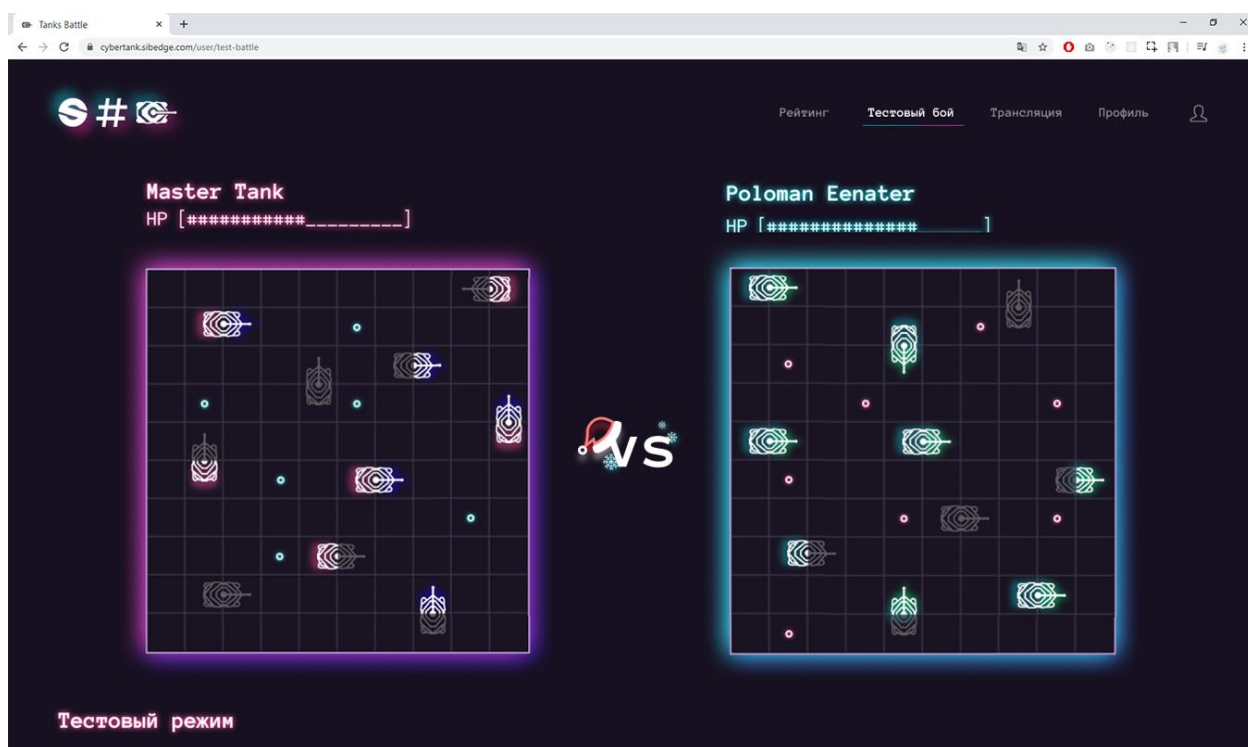 Tanks Battle
cybertank.sibedge.com/user/test-battle
S #
Рейтинг Тестовый бой Трансляция Профиль
Master Tank
HP [###########_________]
Poloman Eenater
HP [##############______]
VS
Тестовый режим